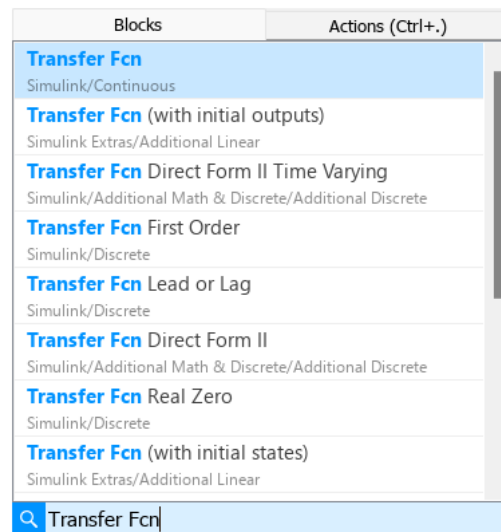 Blocks
Actions (Ctrl+.)
Transfer Fcn
Simulink/Continuous
Transfer Fcn (with initial outputs)
Simulink Extras/Additional Linear
Transfer Fcn Direct Form II Time Varying
Simulink/Additional Math & Discrete/Additional Discrete
Transfer Fcn First Order
Simulink/Discrete
Transfer Fcn Lead or Lag
Simulink/Discrete
Transfer Fcn Direct Form II
Simulink/Additional Math & Discrete/Additional Discrete
Transfer Fcn Real Zero
Simulink/Discrete
Transfer Fcn (with initial states)
Simulink Extras/Additional Linear
Transfer Fcn